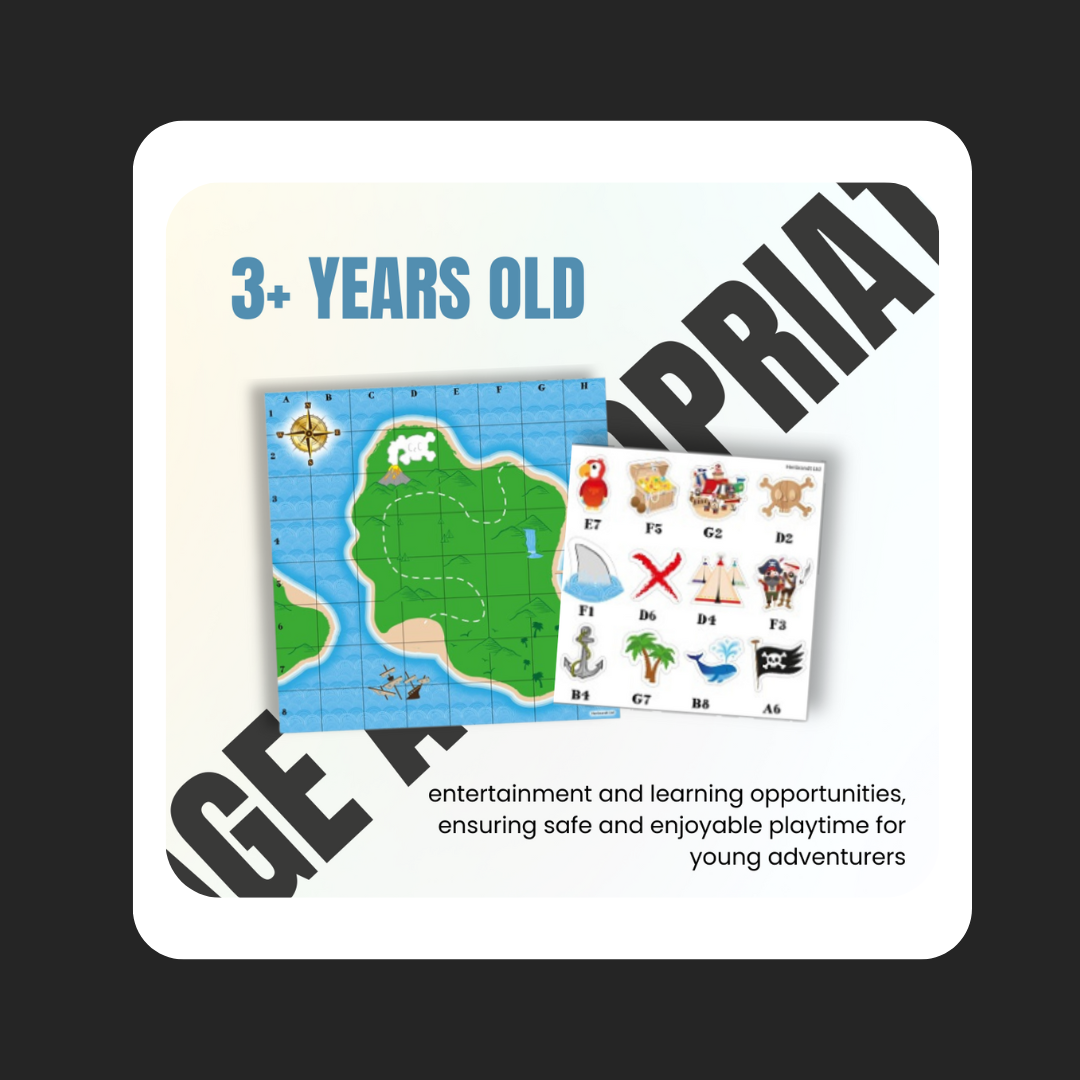 3+ YEARS OLD
A B C D E F G H
1
2
3
4
5
6
7
8
N
E7 F5 G2 D2
F1 D6 D4 F3
B4 G7 B8 A6
AGE A OPRIAT
entertainment and learning opportunities,
ensuring safe and enjoyable playtime for
young adventurers